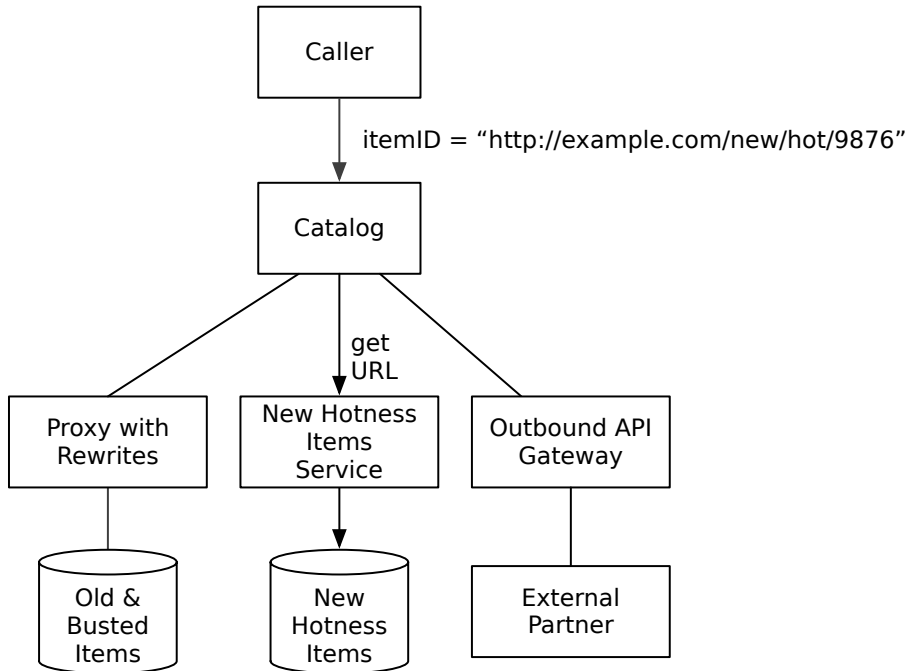 Caller
itemID = “http://example.com/new/hot/9876”
Catalog
get
URL
Proxy with
Rewrites
New Hotness
Items
Service
Outbound API
Gateway
Old &
Busted
Items
New
Hotness
Items
External
Partner